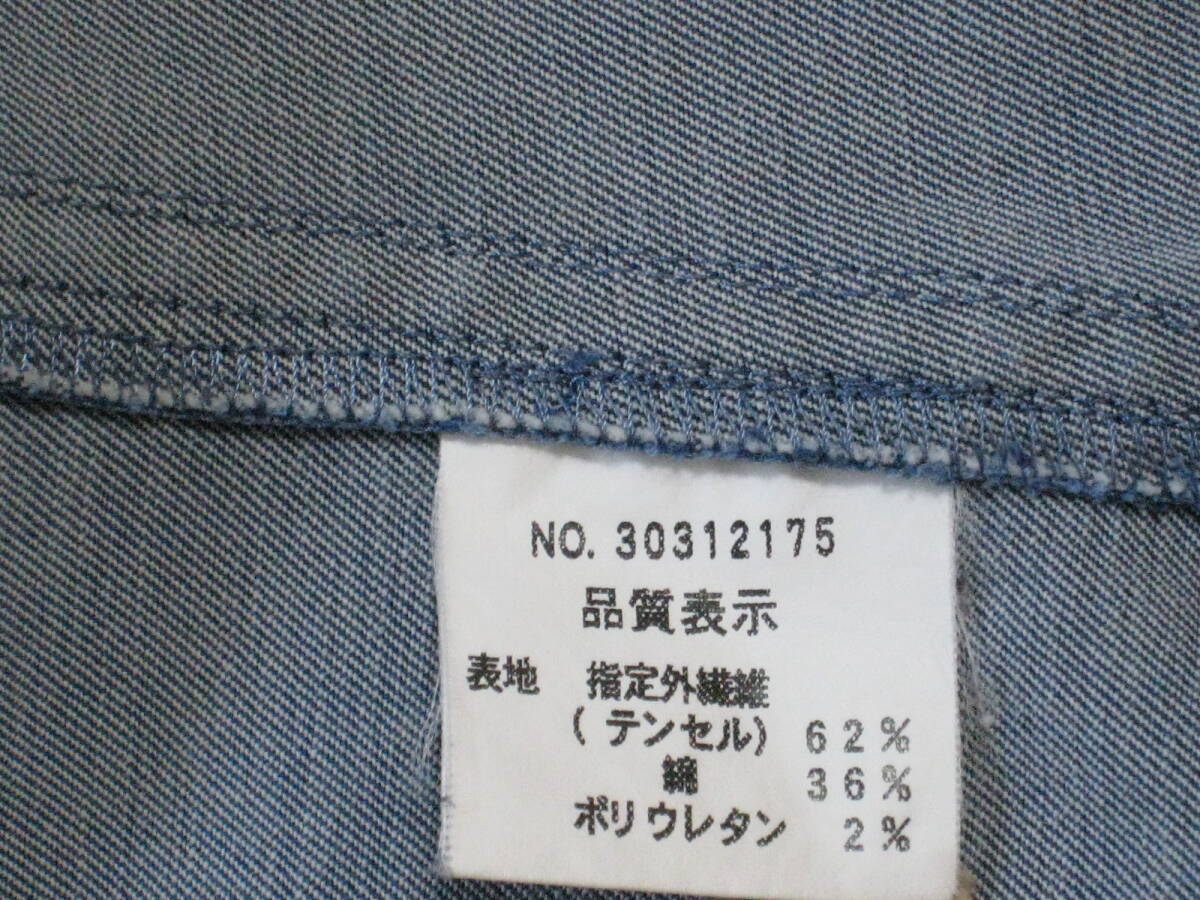 NO. 30312175
品質表示
表地 指定外繊維
(テンセル) 62%
綿 36%
ポリウレタン 2%